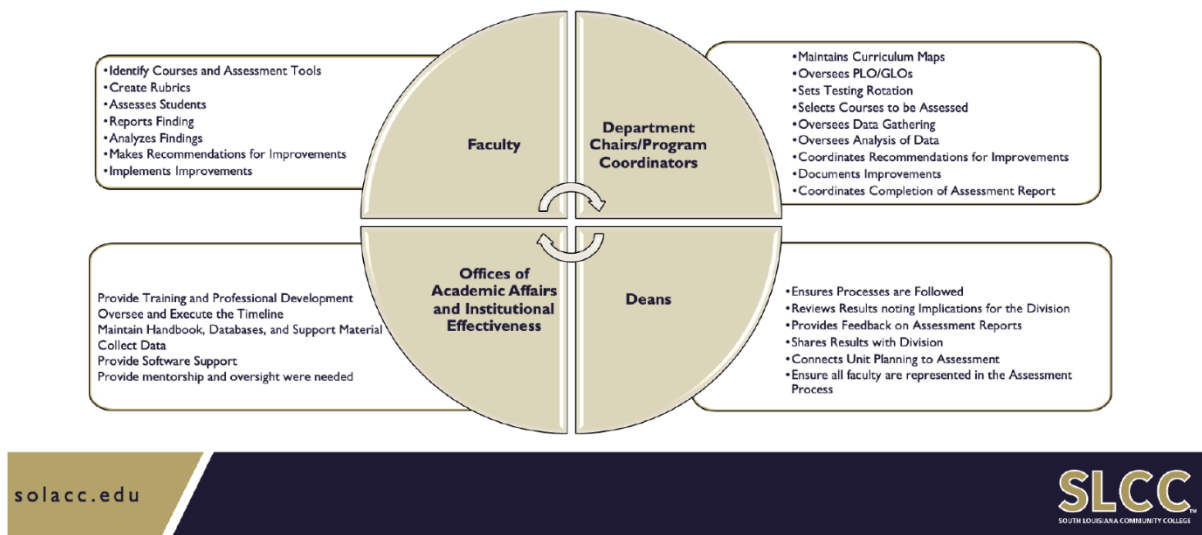 •Identify Courses and Assessment Tools
•Create Rubrics
•Assesses Students
•Reports Finding
•Analyzes Findings
•Makes Recommendations for Improvements
•Implements Improvements
Faculty
Department
Chairs/Program
Coordinators
•Maintains Curriculum Maps
•Oversees PLO/GLOs
•Sets Testing Rotation
•Selects Courses to be Assessed
•Oversees Data Gathering
•Oversees Analysis of Data
•Coordinates Recommendations for Improvements
•Documents Improvements
•Coordinates Completion of Assessment Report
Provide Training and Professional Development
Oversee and Execute the Timeline
Maintain Handbook, Databases, and Support Material
Collect Data
Provide Software Support
Provide mentorship and oversight were needed
Offices of
Academic Affairs
and Institutional
Effectiveness
Deans
•Ensures Processes are Followed
•Reviews Results noting Implications for the Division
•Provides Feedback on Assessment Reports
•Shares Results with Division
•Connects Unit Planning to Assessment
•Ensure all faculty are represented in the Assessment
Process
solacc.edu
SLCC™
SOUTH LOUISIANA COMMUNITY COLLEGE